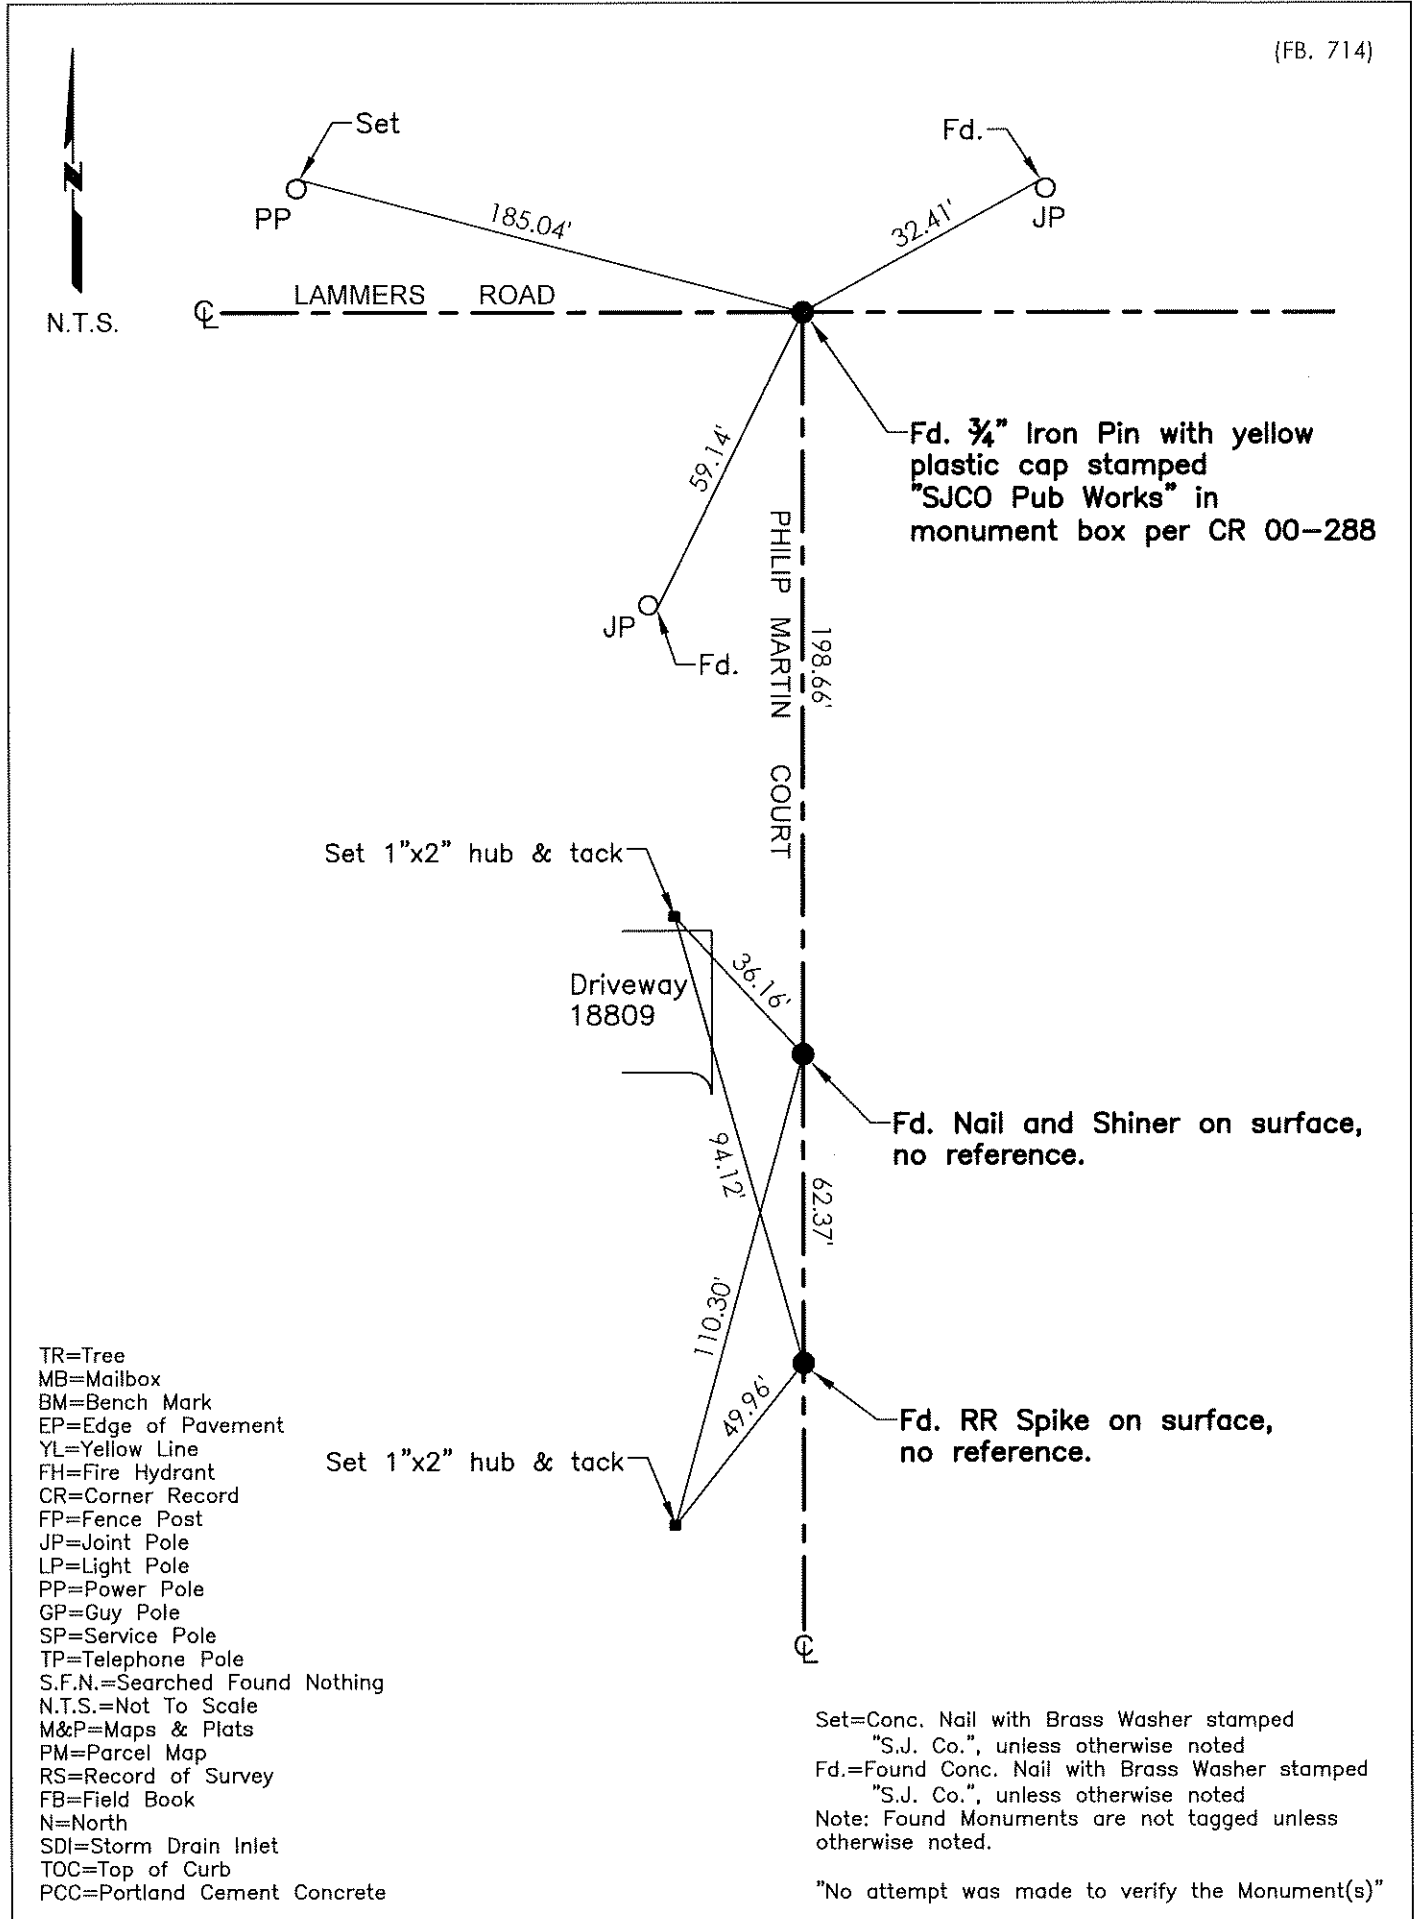 (FB. 714)
Set
Fd.
PP
185.04'
32.41'
JP
N
N.T.S.
℄
LAMMERS ROAD
Fd. ¾" Iron Pin with yellow
plastic cap stamped
"SJCO Pub Works" in
monument box per CR 00-288
59.14'
JP
Fd.
PHILIP MARTIN COURT
198.66'
Set 1"x2" hub & tack
Driveway
18809
36.16'
Fd. Nail and Shiner on surface,
no reference.
94.12'
62.37'
110.30'
49.96'
Fd. RR Spike on surface,
no reference.
Set 1"x2" hub & tack
℄
TR=Tree
MB=Mailbox
BM=Bench Mark
EP=Edge of Pavement
YL=Yellow Line
FH=Fire Hydrant
CR=Corner Record
FP=Fence Post
JP=Joint Pole
LP=Light Pole
PP=Power Pole
GP=Guy Pole
SP=Service Pole
TP=Telephone Pole
S.F.N.=Searched Found Nothing
N.T.S.=Not To Scale
M&P=Maps & Plats
PM=Parcel Map
RS=Record of Survey
FB=Field Book
N=North
SDI=Storm Drain Inlet
TOC=Top of Curb
PCC=Portland Cement Concrete
Set=Conc. Nail with Brass Washer stamped
"S.J. Co.", unless otherwise noted
Fd.=Found Conc. Nail with Brass Washer stamped
"S.J. Co.", unless otherwise noted
Note: Found Monuments are not tagged unless
otherwise noted.
"No attempt was made to verify the Monument(s)"